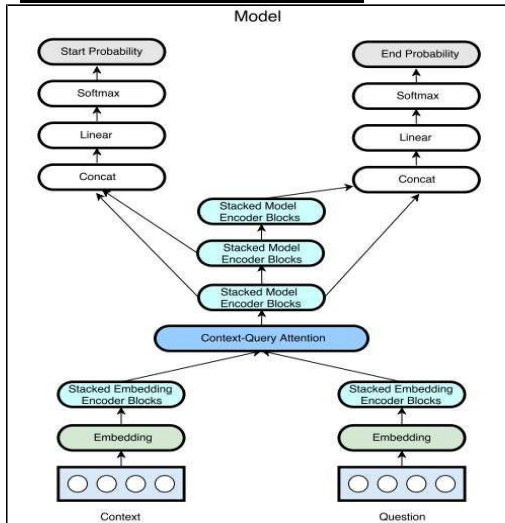 Model
Start Probability
End Probability
Softmax
Softmax
Linear
Linear
Concat
Concat
Stacked Model
Encoder Blocks
Stacked Model
Encoder Blocks
Stacked Model
Encoder Blocks
Context-Query Attention
Stacked Embedding
Encoder Blocks
Stacked Embedding
Encoder Blocks
Embedding
Embedding
Context
Question